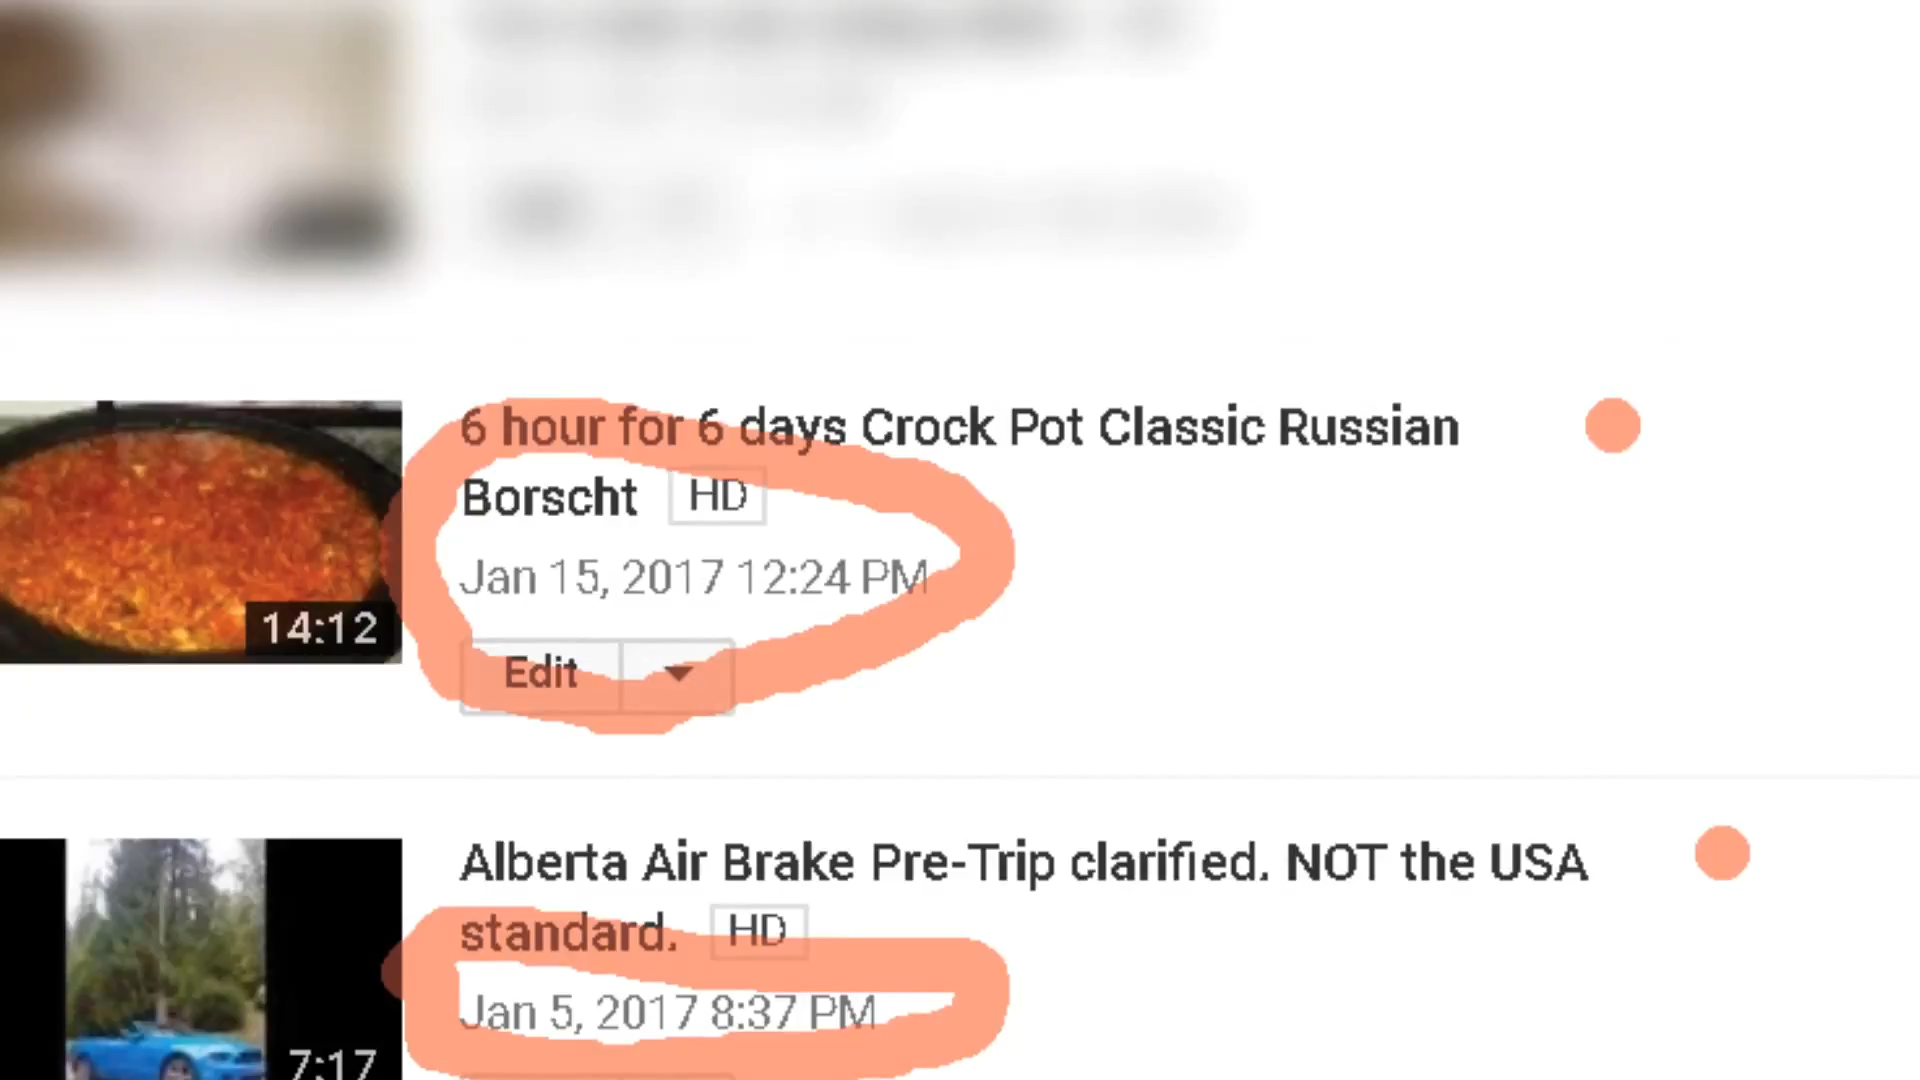 6 hour for 6 days Crock Pot Classic Russian
Borscht HD
Jan 15, 2017 12:24 PM
14:12
Edit
Alberta Air Brake Pre-Trip clarified. NOT the USA
standard. HD
Jan 5, 2017 8:37 PM
7:17